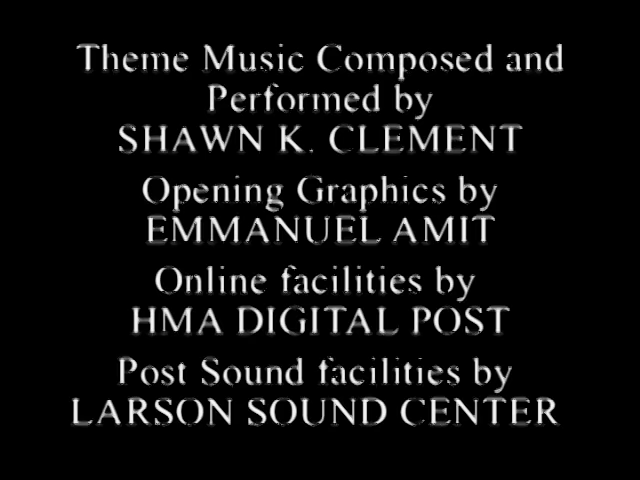 Theme Music Composed and
Performed by
SHAWN K. CLEMENT
Opening Graphics by
EMMANUEL AMIT
Online facilities by
HMA DIGITAL POST
Post Sound facilities by
LARSON SOUND CENTER